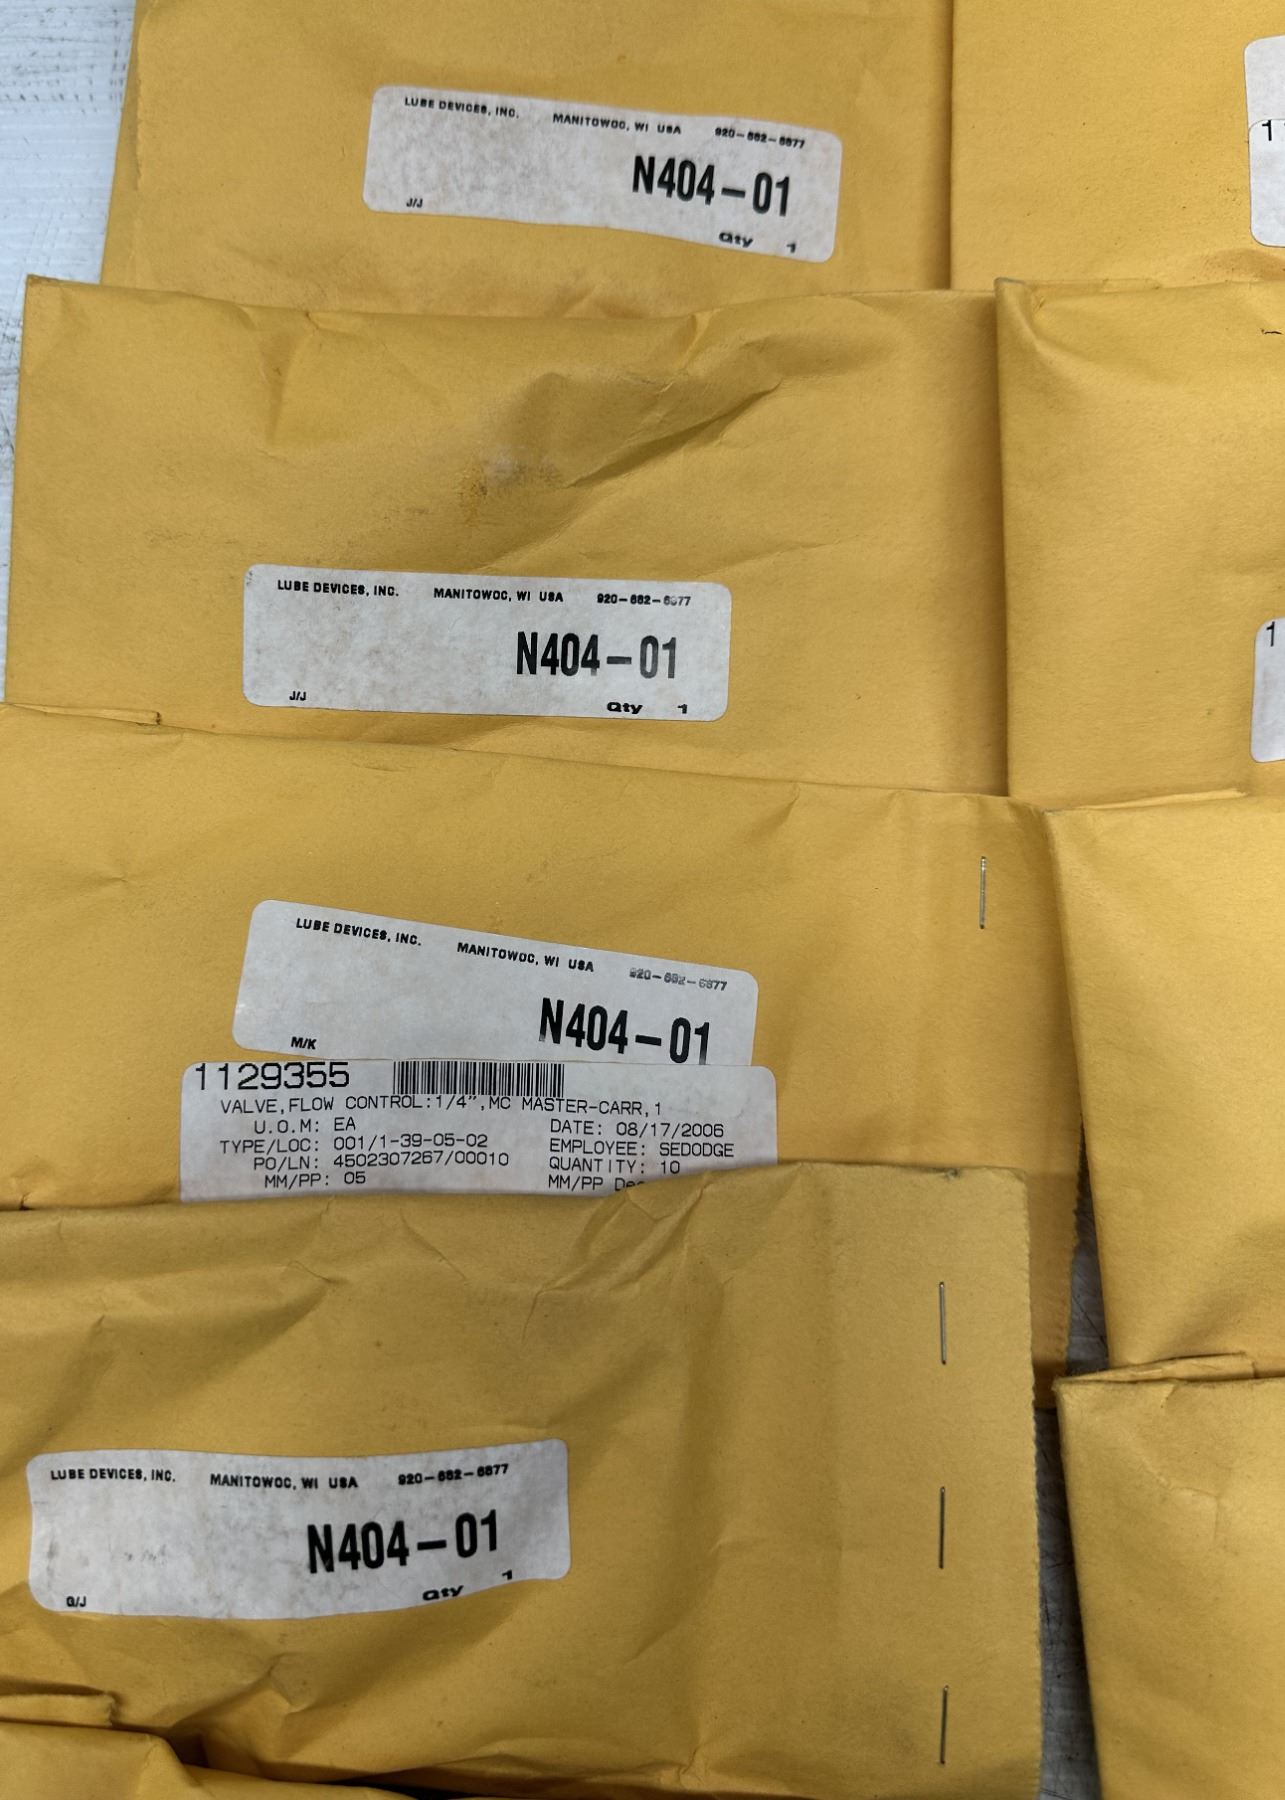 LUBE DEVICES, INC. MANITOWOC, WI USA 920-682-6877
N404-01
J/J
Qty 1
1
LUBE DEVICES, INC. MANITOWOC, WI USA 920-682-6877
N404-01
J/J
Qty 1
1
LUBE DEVICES, INC. MANITOWOC, WI USA 920-682-6877
N404-01
M/K
1129355
VALVE,FLOW CONTROL:1/4",MC MASTER-CARR,1
U.O.M: EA DATE: 08/17/2006
TYPE/LOC: 001/1-39-05-02 EMPLOYEE: SEDODGE
PO/LN: 4502307267/00010 QUANTITY: 10
MM/PP: 05 MM/PP
LUBE DEVICES, INC. MANITOWOC, WI USA 920-682-6877
N404-01
G/J
Qty 1